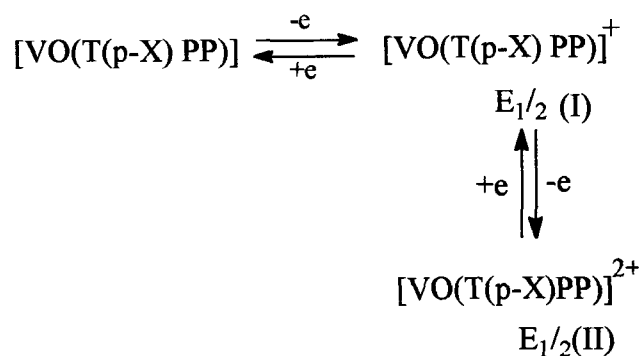 [VO(T(p-X) PP)] -e +e [VO(T(p-X) PP)]+
E1/2 (I)
+e -e
[VO(T(p-X)PP)]2+
E1/2(II)